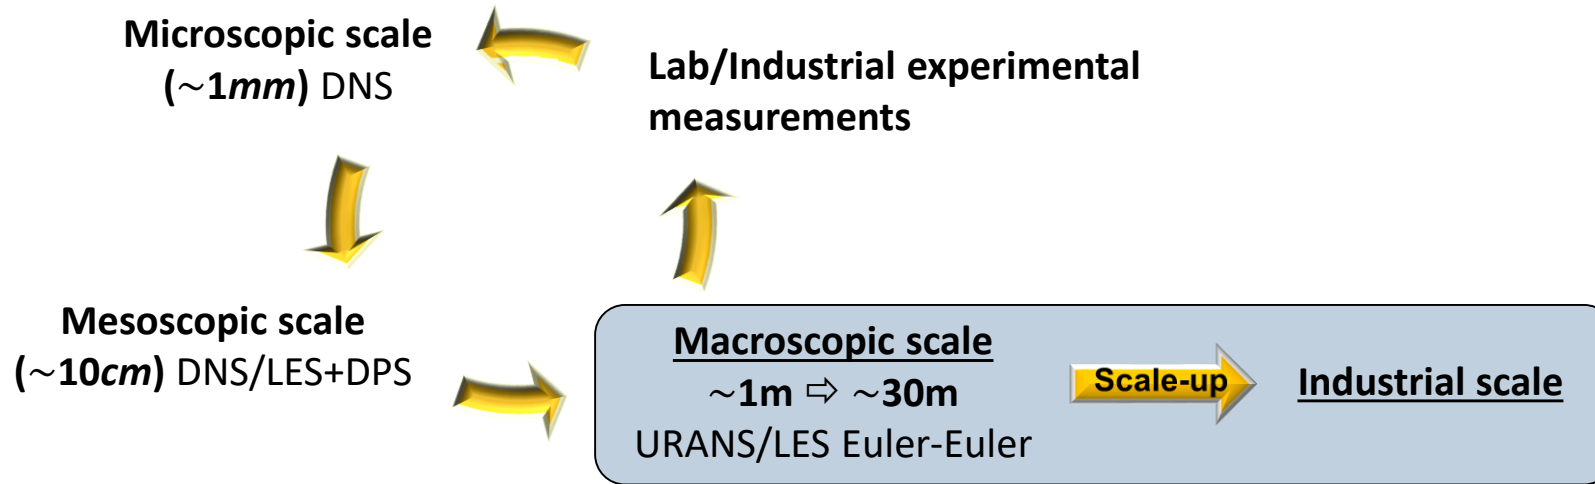 Microscopic scale
(~1mm) DNS
Lab/Industrial experimental
measurements
Mesoscopic scale
(~10cm) DNS/LES+DPS
Macroscopic scale
~1m ⇨ ~30m
URANS/LES Euler-Euler
Scale-up
Industrial scale